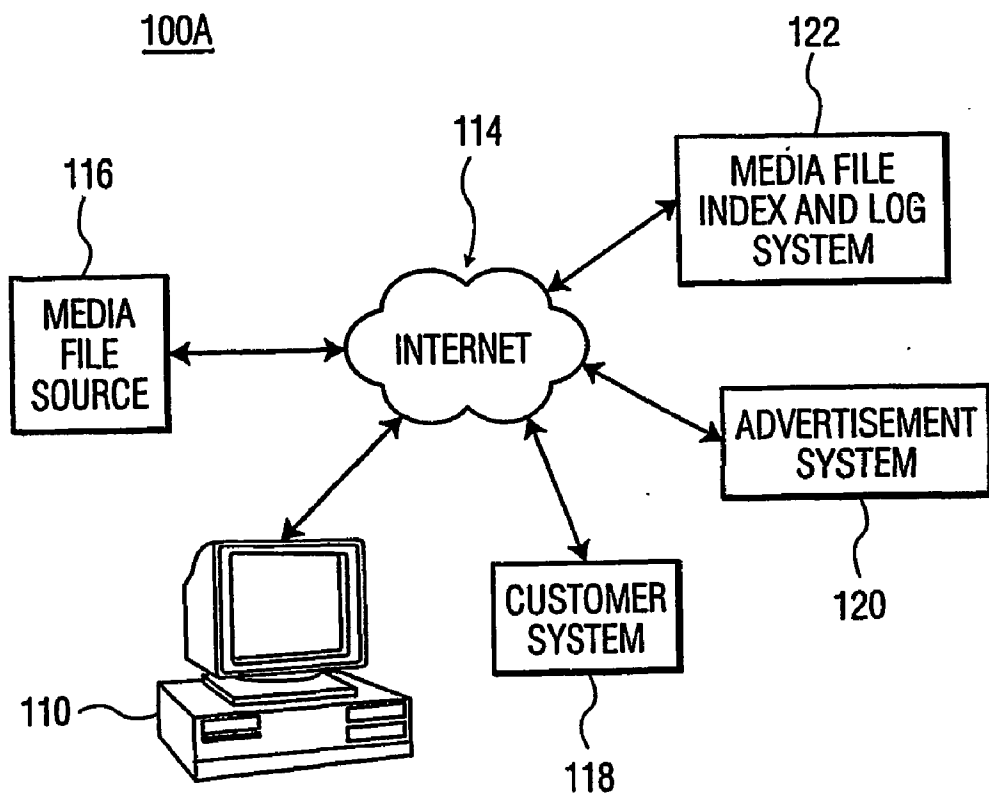 100A
122
MEDIA FILE
INDEX AND LOG
SYSTEM
114
116
MEDIA
FILE
SOURCE
INTERNET
ADVERTISEMENT
SYSTEM
120
CUSTOMER
SYSTEM
110
118